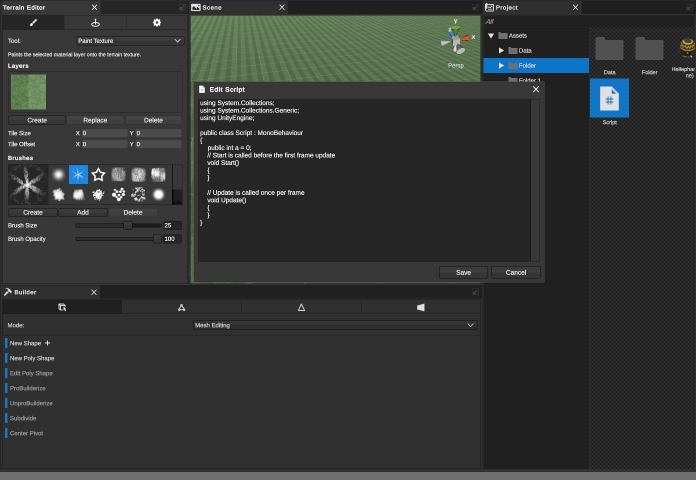 Terrain Editor
Scene
Project
All
Tool:
Paint Texture
Paints the selected material layer onto the terrain texture.
Layers
Create
Replace
Delete
Tile Size
X 0
Y 0
Tile Offset
X 0
Y 0
Brushes
Create
Add
Delete
Brush Size
25
Brush Opacity
100
y
x
Persp
Assets
Data
Folder
Folder 1
Data
Folder
Script
Edit Script
using System.Collections;
using System.Collections.Generic;
using UnityEngine;
public class Script : MonoBehaviour
{
public int a = 0;
// Start is called before the first frame update
void Start()
{
}
// Update is called once per frame
void Update()
{
}
}
Save
Cancel
Builder
Mode:
Mesh Editing
New Shape +
New Poly Shape
Edit Poly Shape
ProBuilderize
UnproBuilderize
Subdivide
Center Pivot